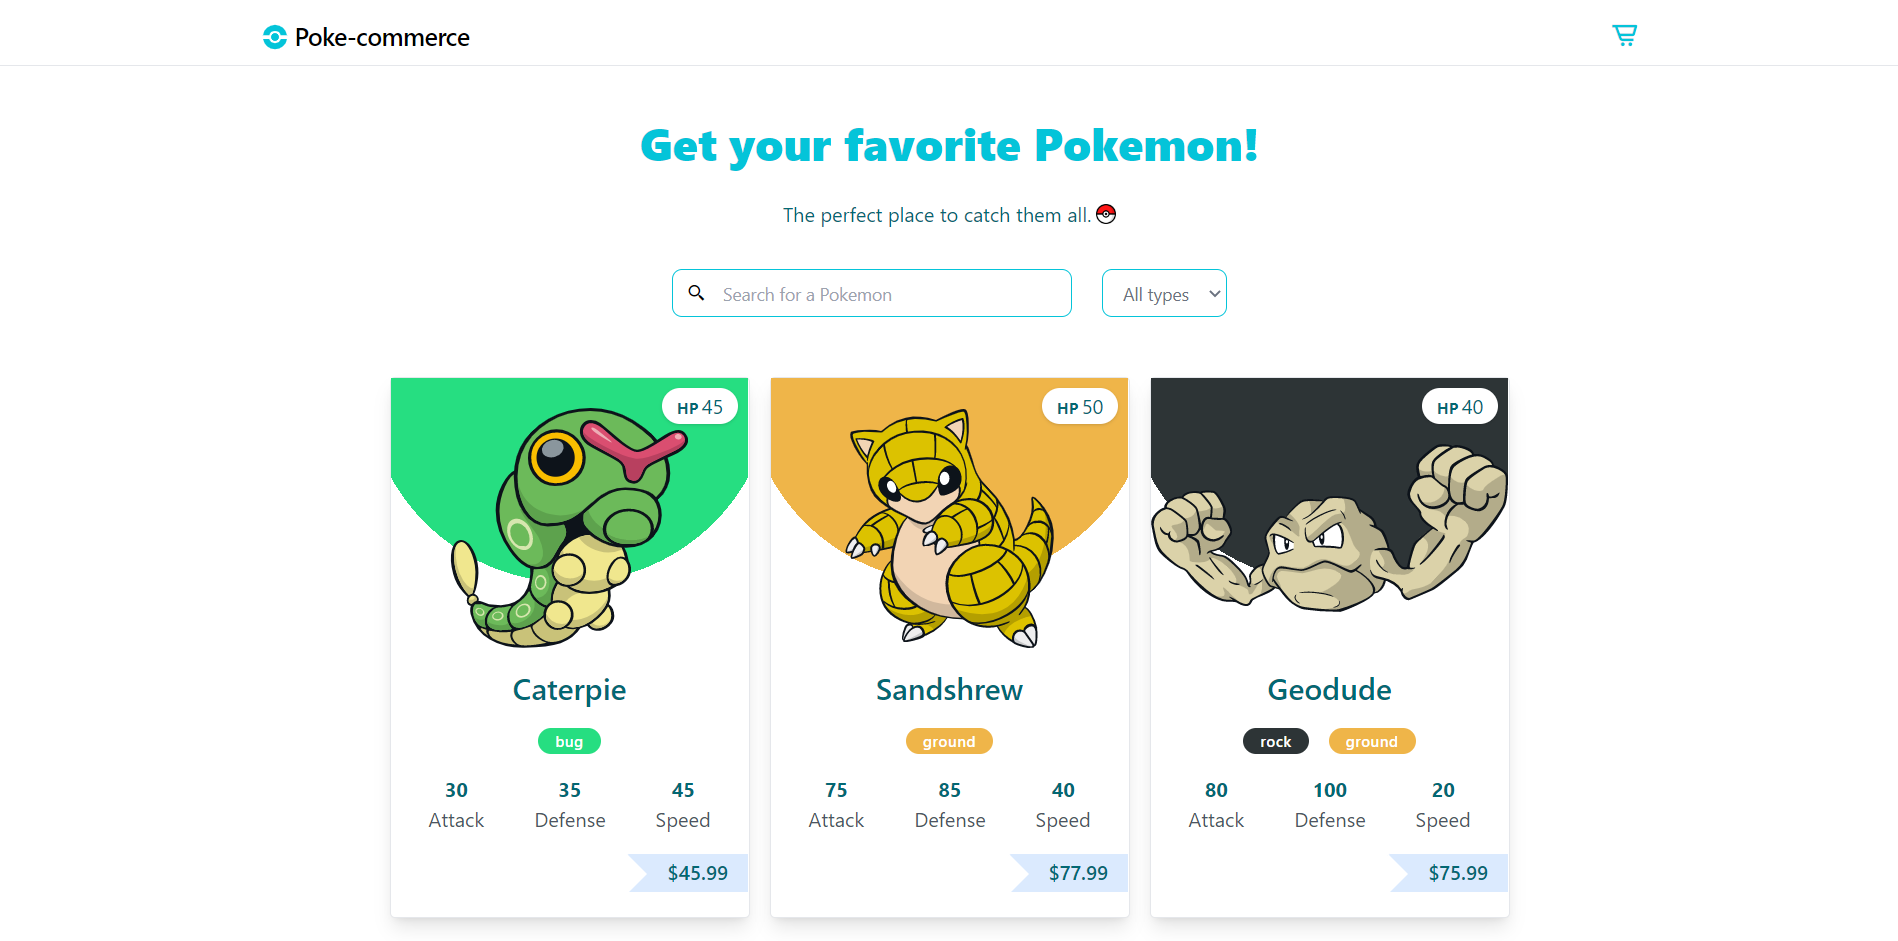 Poke-commerce
Get your favorite Pokemon!
The perfect place to catch them all.
Search for a Pokemon
All types
HP 45
Caterpie
bug
30 35 45
Attack Defense Speed
$45.99
HP 50
Sandshrew
ground
75 85 40
Attack Defense Speed
$77.99
HP 40
Geodude
rock ground
80 100 20
Attack Defense Speed
$75.99